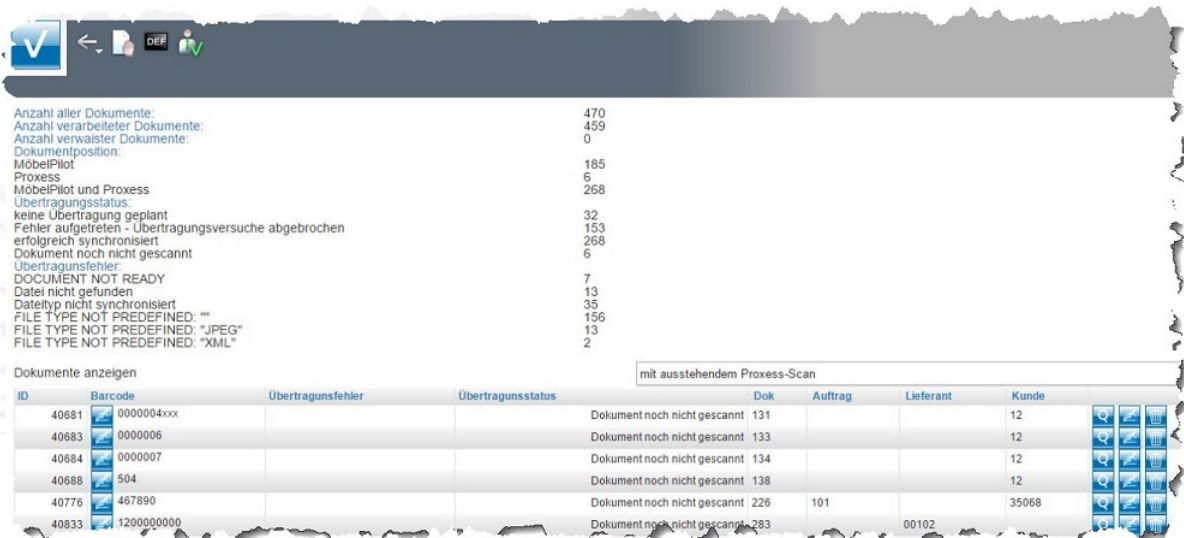 DEF
Anzahl aller Dokumente: 470
Anzahl verarbeiteter Dokumente: 459
Anzahl verwaister Dokumente: 0
Dokumentposition:
MöbelPilot 185
Proxess 6
MöbelPilot und Proxess 268
Übertragungsstatus:
keine Übertragung geplant 32
Fehler aufgetreten - Übertragungsversuche abgebrochen 153
erfolgreich synchronisiert 268
Dokument noch nicht gescannt 6
Übertragunsfehler:
DOCUMENT NOT READY 7
Datei nicht gefunden 13
Dateityp nicht synchronisiert 35
FILE TYPE NOT PREDEFINED: "" 156
FILE TYPE NOT PREDEFINED: "JPEG" 13
FILE TYPE NOT PREDEFINED: "XML" 2
Dokumente anzeigen mit ausstehendem Proxess-Scan
ID Barcode Übertragunsfehler Übertragunsstatus Dok Auftrag Lieferant Kunde
40681 0000004xxx Dokument noch nicht gescannt 131 12
40683 0000006 Dokument noch nicht gescannt 133 12
40684 0000007 Dokument noch nicht gescannt 134 12
40688 504 Dokument noch nicht gescannt 138 12
40776 467890 Dokument noch nicht gescannt 226 101 35068
40833 1200000000 Dokument noch nicht gescannt 283 00102